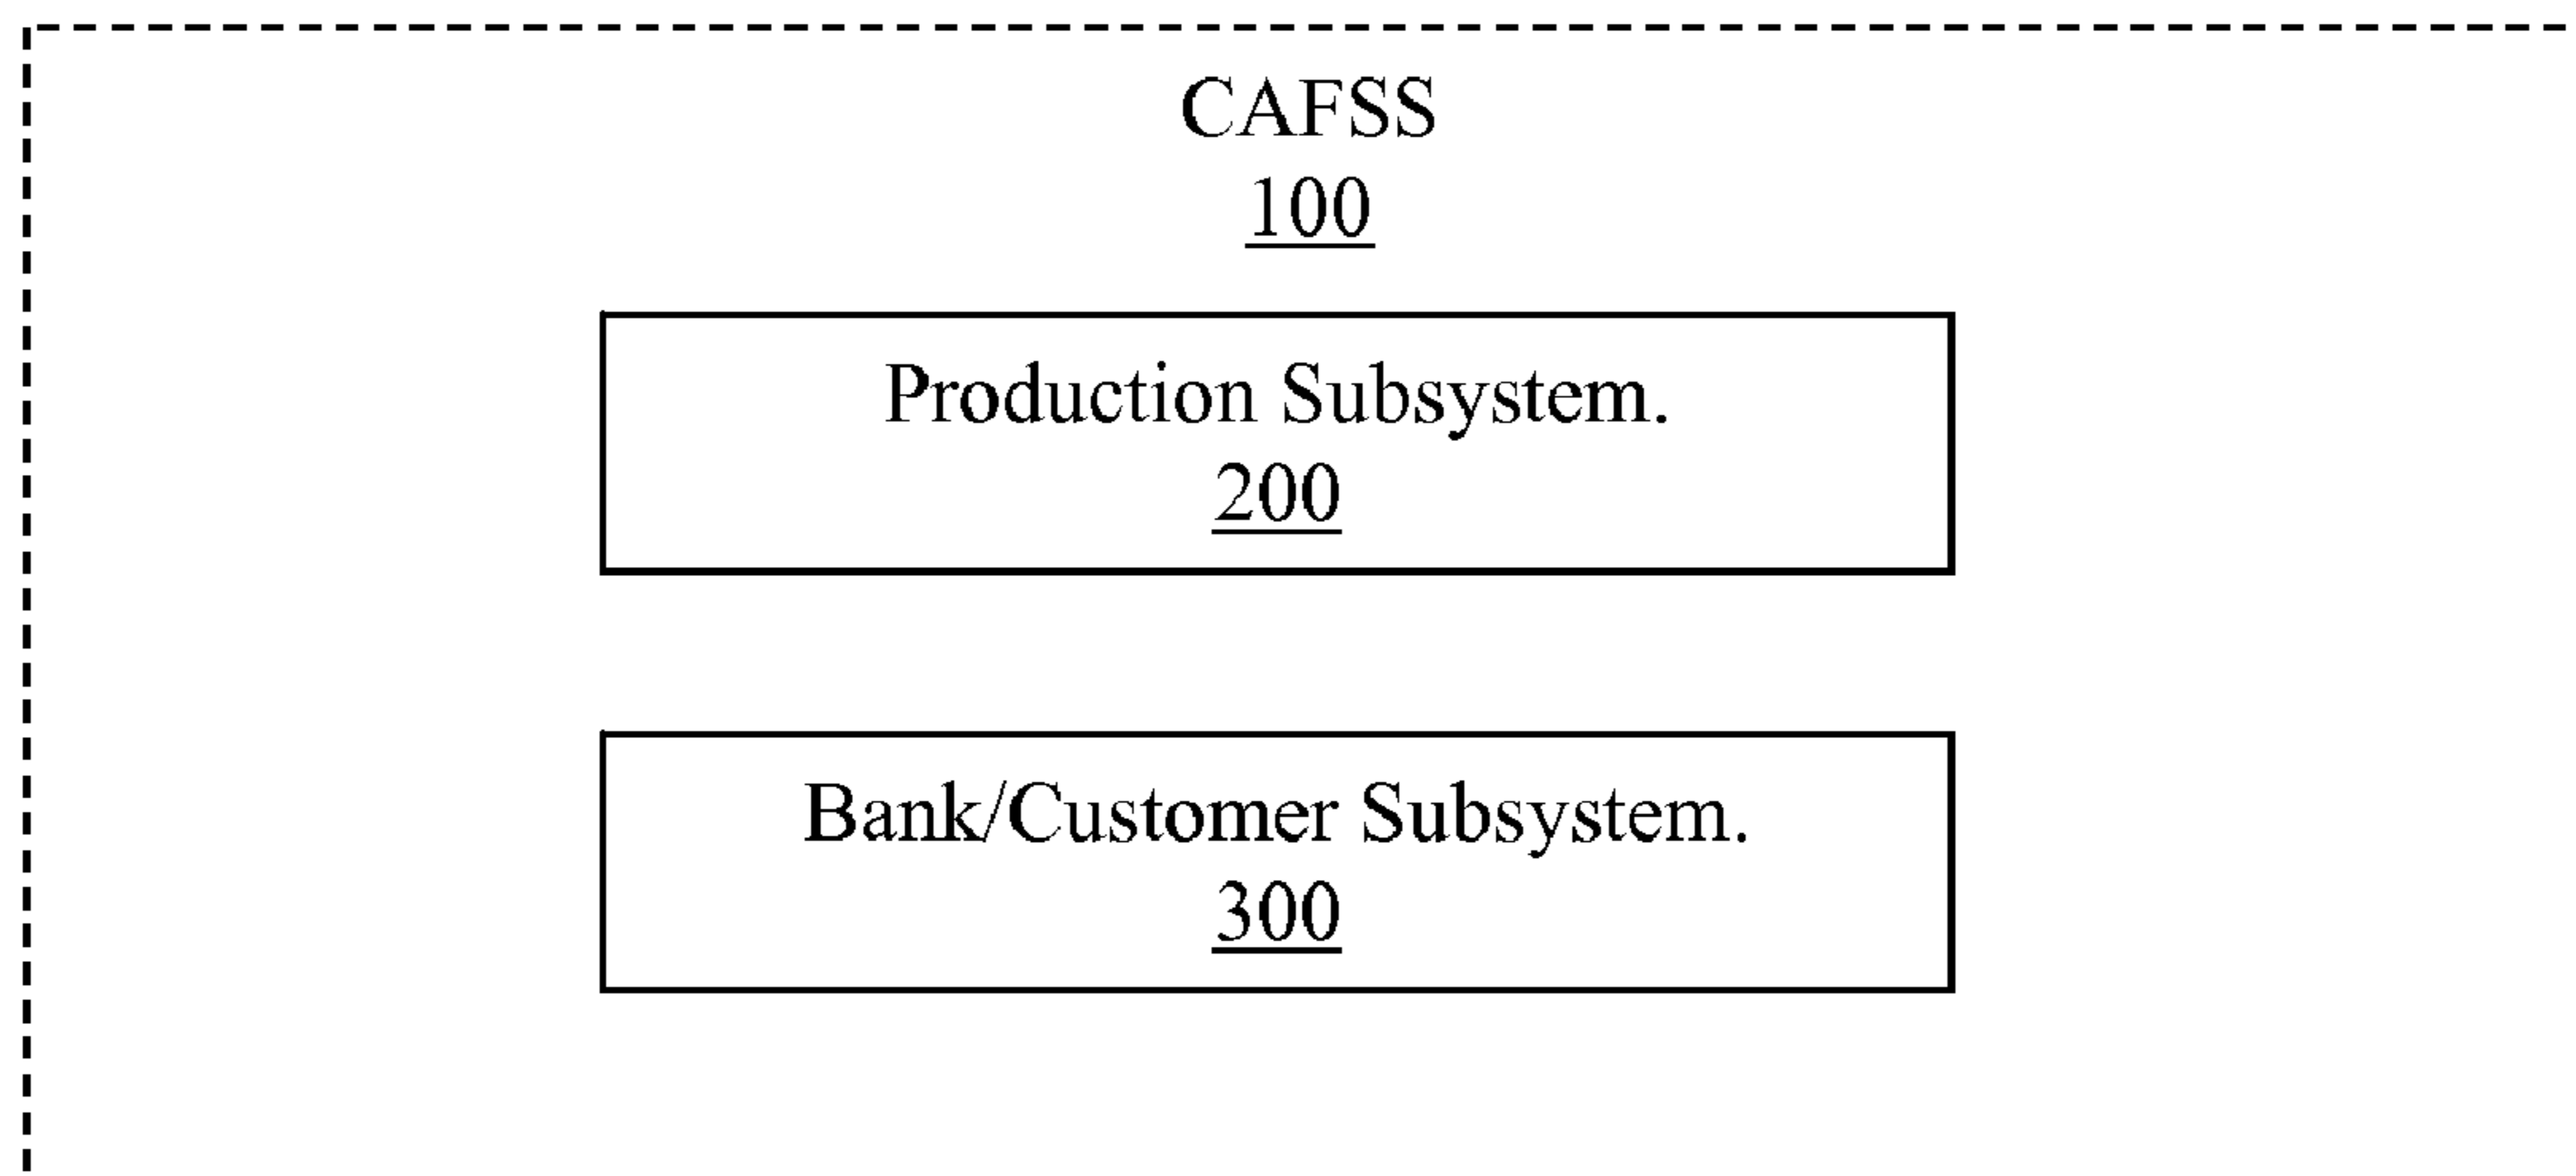 CAFSS
100
Production Subsystem.
200
Bank/Customer Subsystem.
300